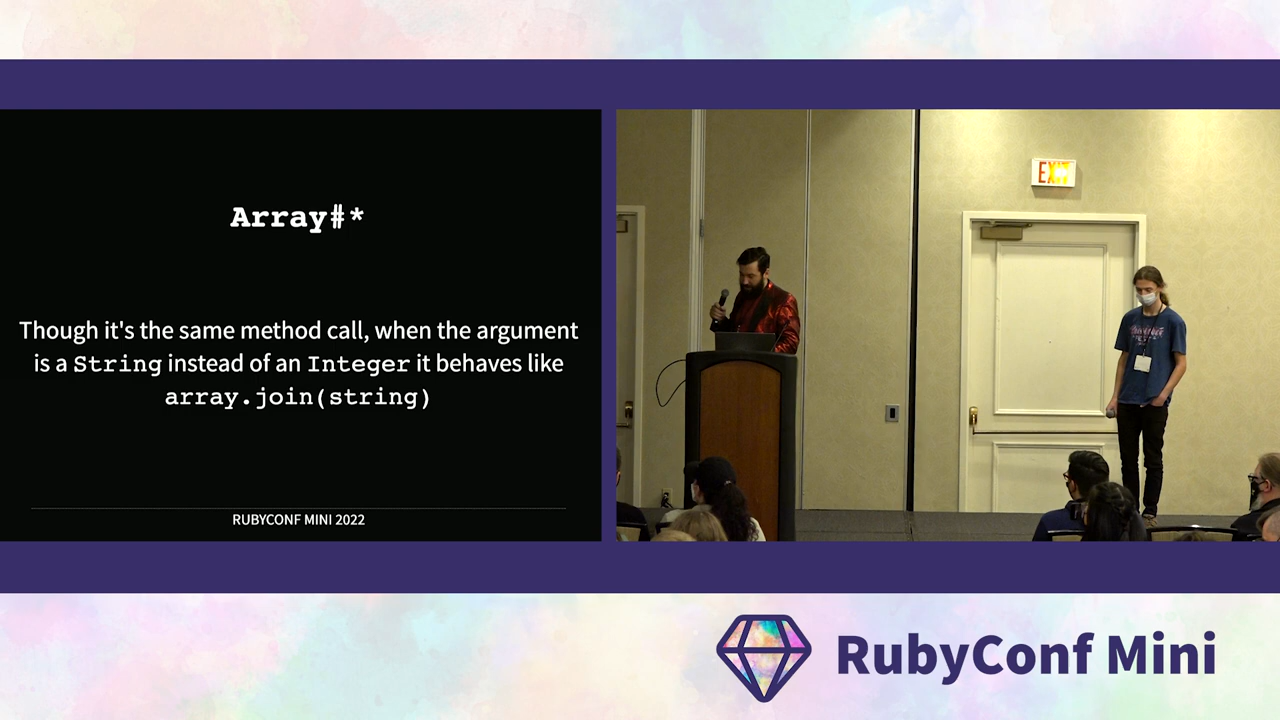 Array#*
Though it's the same method call, when the argument
is a String instead of an Integer it behaves like
array.join(string)
RUBYCONF MINI 2022
EXIT
RubyConf Mini